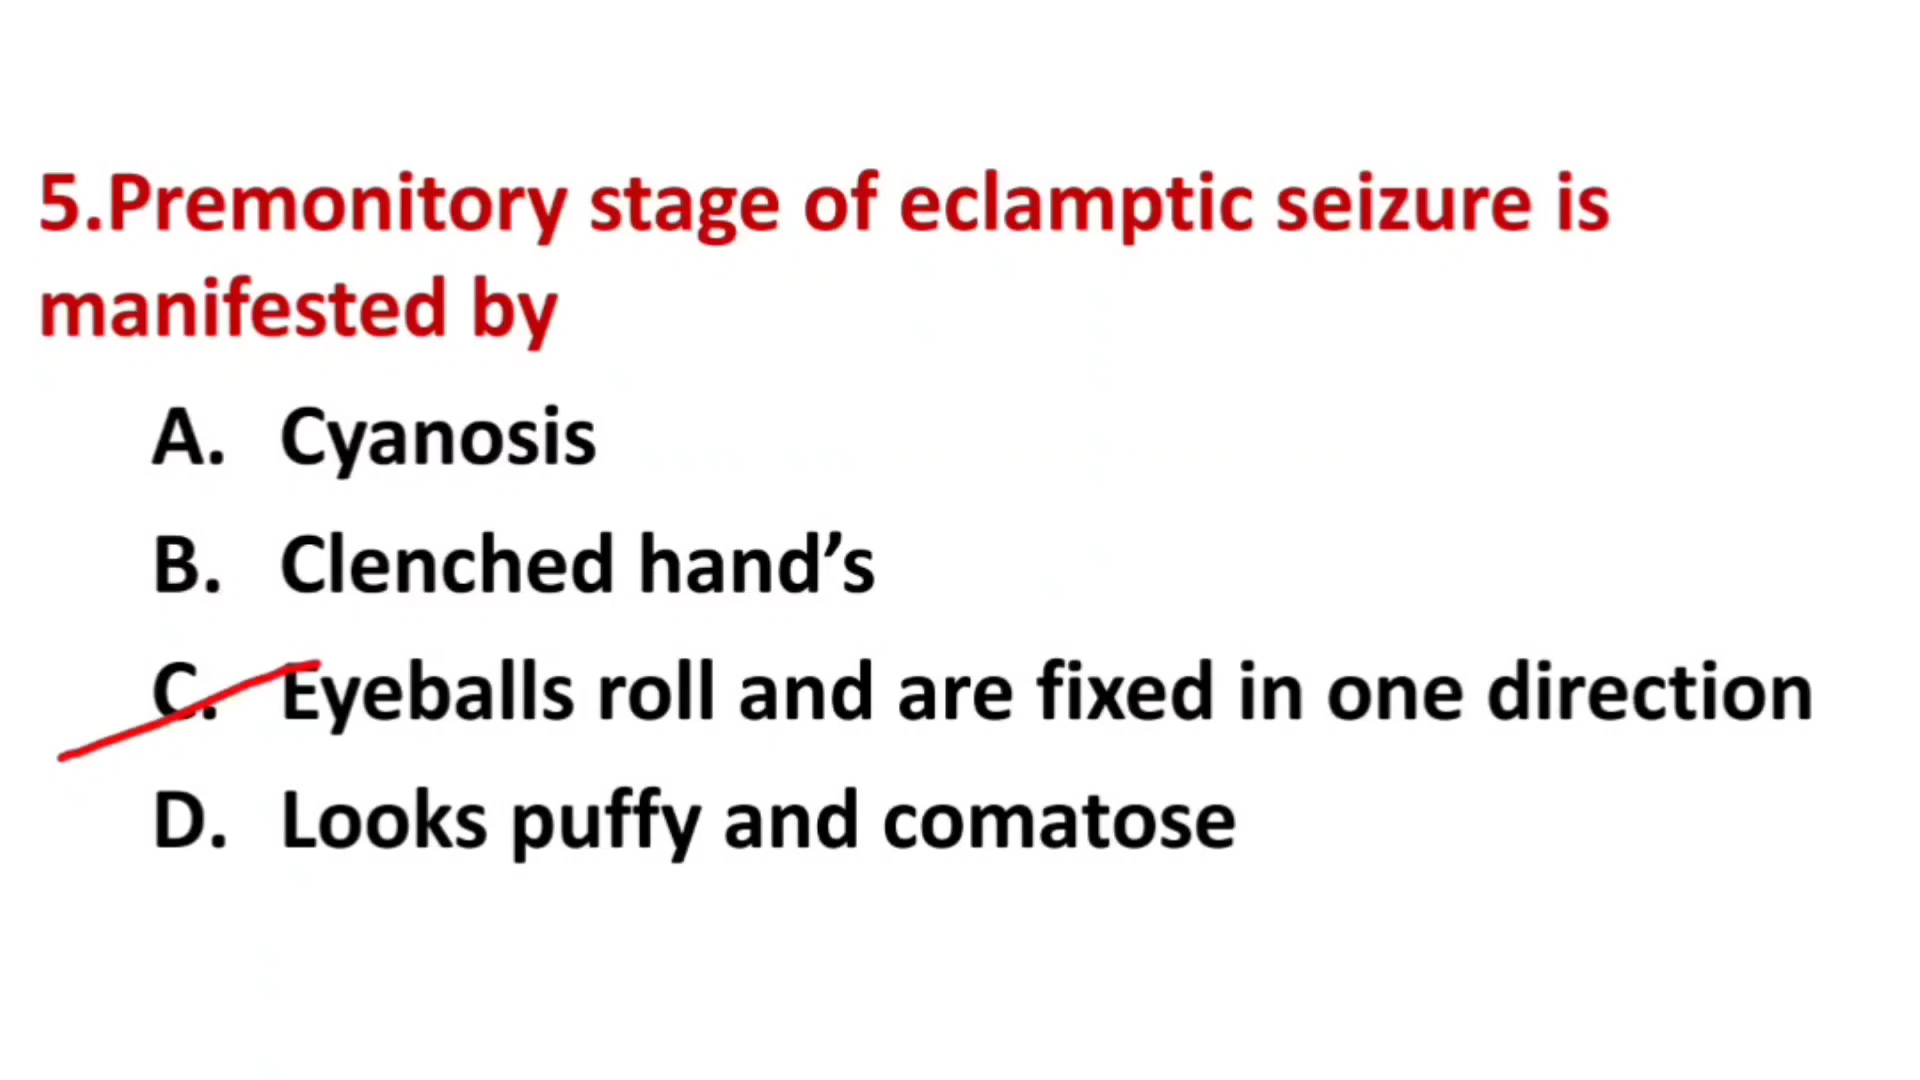 5.Premonitory stage of eclamptic seizure is
manifested by
A. Cyanosis
B. Clenched hand’s
C. Eyeballs roll and are fixed in one direction
D. Looks puffy and comatose